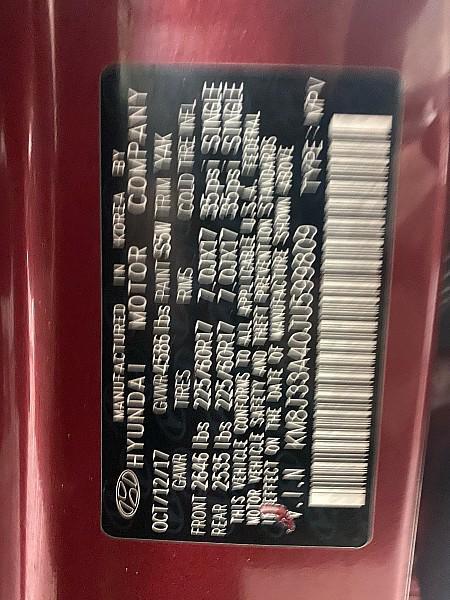 MANUFACTURED IN KOREA BY
HYUNDAI MOTOR COMPANY
OCT/12/17 GVWR 4586 lbs PAINT S5W TRIM YAK
GAWR TIRES RIMS COLD TIRE INFL
FRONT 2646 lbs 225/60R17 7.0JX17 35psi SINGLE
REAR 2535 lbs 225/60R17 7.0JX17 35psi SINGLE
THIS VEHICLE CONFORMS TO ALL APPLICABLE U.S.A. FEDERAL
MOTOR VEHICLE SAFETY AND THEFT PREVENTION STANDARDS
IN EFFECT ON THE DATE OF MANUFACTURE SHOWN ABOVE
V.I.N KM8J33A40JU599809 TYPE: MPV